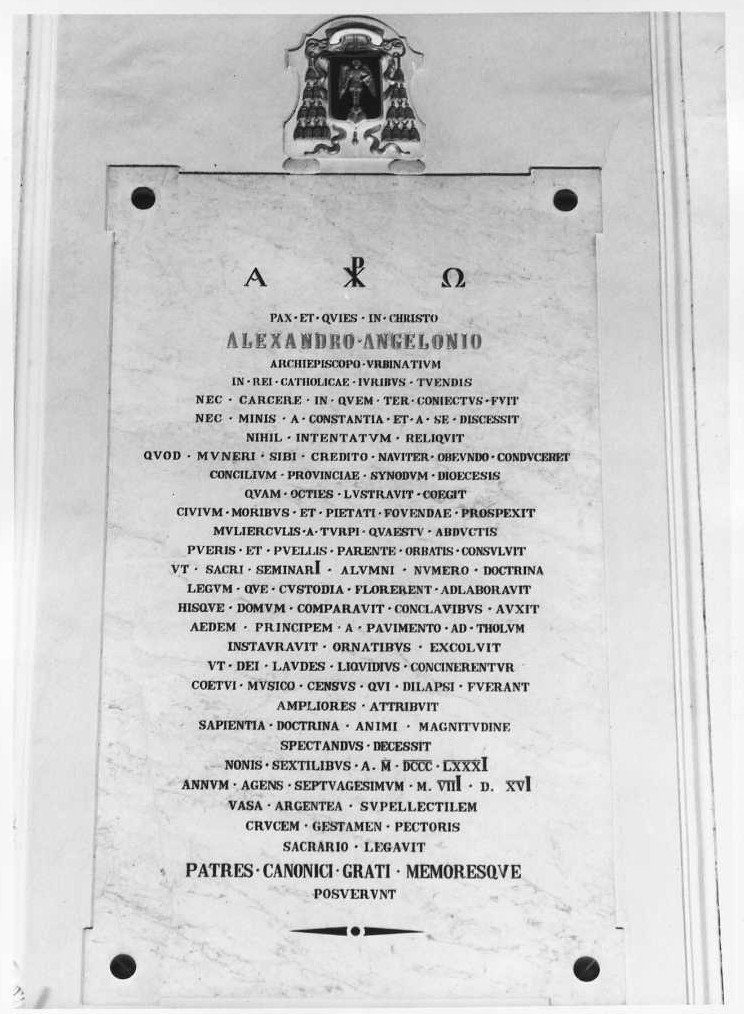 Α ☧ Ω
PAX · ET · QVIES · IN · CHRISTO
ALEXANDRO · ANGELONIO
ARCHIEPISCOPO · VRBINATIVM
IN · REI · CATHOLICAE · IVRIBVS · TVENDIS
NEC · CARCERE · IN · QVEM · TER · CONIECTVS · FVIT
NEC · MINIS · A · CONSTANTIA · ET · A · SE · DISCESSIT
NIHIL · INTENTATVM · RELIQVIT
QVOD · MVNERI · SIBI · CREDITO · NAVITER · OBEVNDO · CONDVCERET
CONCILIVM · PROVINCIAE · SYNODVM · DIOECESIS
QVAM · OCTIES · LVSTRAVIT · COEGIT
CIVIVM · MORIBVS · ET · PIETATI · FOVENDAE · PROSPEXIT
MVLIERCVLIS · A · TVRPI · QVAESTV · ABDVCTIS
PVERIS · ET · PVELLIS · PARENTE · ORBATIS · CONSVLVIT
VT · SACRI · SEMINARI · ALVMNI · NVMERO · DOCTRINA
LEGVM · QVE · CVSTODIA · FLORERENT · ADLABORAVIT
HISQVE · DOMVM · COMPARAVIT · CONCLAVIBVS · AVXIT
AEDEM · PRINCIPEM · A · PAVIMENTO · AD · THOLVM
INSTAVRAVIT · ORNATIBVS · EXCOLVIT
VT · DEI · LAVDES · LIQVIDIVS · CONCINERENTVR
COETVI · MVSICO · CENSVS · QVI · DILAPSI · FVERANT
AMPLIORES · ATTRIBVIT
SAPIENTIA · DOCTRINA · ANIMI · MAGNITVDINE
SPECTANDVS · DECESSIT
NONIS · SEXTILIBVS · A. M̅ · D̅C̅C̅C̅ · L̅X̅X̅X̅I
ANNVM · AGENS · SEPTVAGESIMVM · M. V̅I̅I̅I · D. XVI
VASA · ARGENTEA · SVPELLECTILEM
CRVCEM · GESTAMEN · PECTORIS
SACRARIO · LEGAVIT
PATRES · CANONICI · GRATI · MEMORESQVE
POSVERVNT